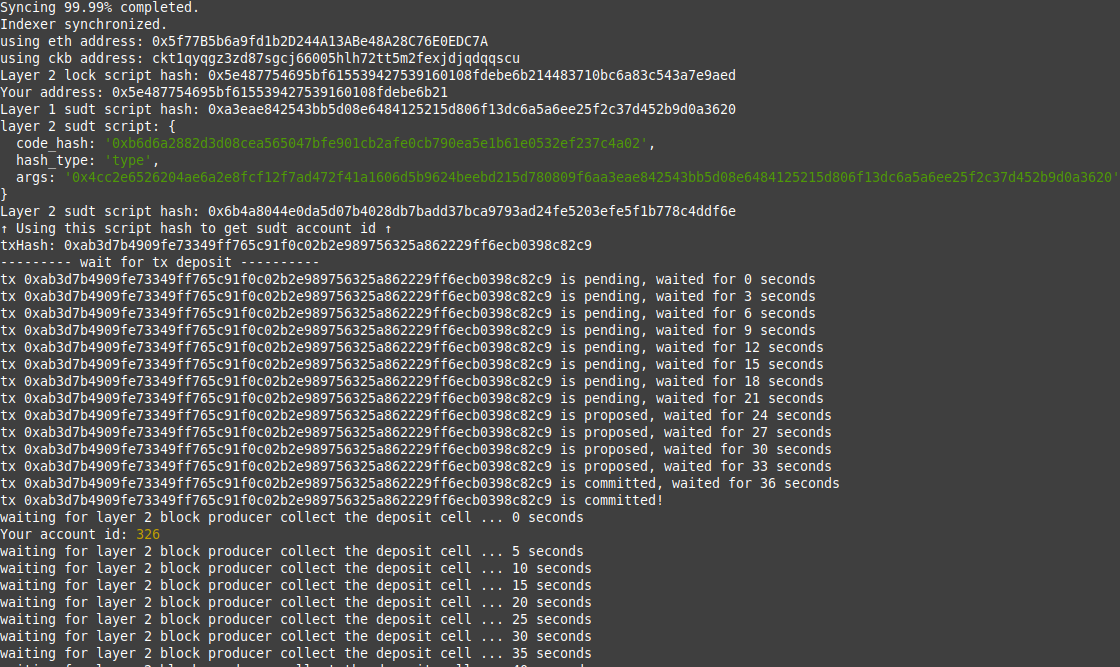 Syncing 99.99% completed.
Indexer synchronized.
using eth address: 0x5f77B5b6a9fd1b2D244A13ABe48A28C76E0EDC7A
using ckb address: ckt1qyqgz3zd87sgcj66005hlh72tt5m2fexjdjqdqqscu
Layer 2 lock script hash: 0x5e487754695bf615539427539160108fdebe6b214483710bc6a83c543a7e9aed
Your address: 0x5e487754695bf615539427539160108fdebe6b21
Layer 1 sudt script hash: 0xa3eae842543bb5d08e6484125215d806f13dc6a5a6ee25f2c37d452b9d0a3620
layer 2 sudt script: {
  code_hash: '0xb6d6a2882d3d08cea565047bfe901cb2afe0cb790ea5e1b61e0532ef237c4a02',
  hash_type: 'type',
  args: '0x4cc2e6526204ae6a2e8fcf12f7ad472f41a1606d5b9624beebd215d780809f6aa3eae842543bb5d08e6484125215d806f13dc6a5a6ee25f2c37d452b9d0a3620'
}
Layer 2 sudt script hash: 0x6b4a8044e0da5d07b4028db7badd37bca9793ad24fe5203efe5f1b778c4ddf6e
↑ Using this script hash to get sudt account id ↑
txHash: 0xab3d7b4909fe73349ff765c91f0c02b2e989756325a862229ff6ecb0398c82c9
--------- wait for tx deposit ----------
tx 0xab3d7b4909fe73349ff765c91f0c02b2e989756325a862229ff6ecb0398c82c9 is pending, waited for 0 seconds
tx 0xab3d7b4909fe73349ff765c91f0c02b2e989756325a862229ff6ecb0398c82c9 is pending, waited for 3 seconds
tx 0xab3d7b4909fe73349ff765c91f0c02b2e989756325a862229ff6ecb0398c82c9 is pending, waited for 6 seconds
tx 0xab3d7b4909fe73349ff765c91f0c02b2e989756325a862229ff6ecb0398c82c9 is pending, waited for 9 seconds
tx 0xab3d7b4909fe73349ff765c91f0c02b2e989756325a862229ff6ecb0398c82c9 is pending, waited for 12 seconds
tx 0xab3d7b4909fe73349ff765c91f0c02b2e989756325a862229ff6ecb0398c82c9 is pending, waited for 15 seconds
tx 0xab3d7b4909fe73349ff765c91f0c02b2e989756325a862229ff6ecb0398c82c9 is pending, waited for 18 seconds
tx 0xab3d7b4909fe73349ff765c91f0c02b2e989756325a862229ff6ecb0398c82c9 is pending, waited for 21 seconds
tx 0xab3d7b4909fe73349ff765c91f0c02b2e989756325a862229ff6ecb0398c82c9 is proposed, waited for 24 seconds
tx 0xab3d7b4909fe73349ff765c91f0c02b2e989756325a862229ff6ecb0398c82c9 is proposed, waited for 27 seconds
tx 0xab3d7b4909fe73349ff765c91f0c02b2e989756325a862229ff6ecb0398c82c9 is proposed, waited for 30 seconds
tx 0xab3d7b4909fe73349ff765c91f0c02b2e989756325a862229ff6ecb0398c82c9 is proposed, waited for 33 seconds
tx 0xab3d7b4909fe73349ff765c91f0c02b2e989756325a862229ff6ecb0398c82c9 is committed, waited for 36 seconds
tx 0xab3d7b4909fe73349ff765c91f0c02b2e989756325a862229ff6ecb0398c82c9 is committed!
waiting for layer 2 block producer collect the deposit cell ... 0 seconds
Your account id: 326
waiting for layer 2 block producer collect the deposit cell ... 5 seconds
waiting for layer 2 block producer collect the deposit cell ... 10 seconds
waiting for layer 2 block producer collect the deposit cell ... 15 seconds
waiting for layer 2 block producer collect the deposit cell ... 20 seconds
waiting for layer 2 block producer collect the deposit cell ... 25 seconds
waiting for layer 2 block producer collect the deposit cell ... 30 seconds
waiting for layer 2 block producer collect the deposit cell ... 35 seconds